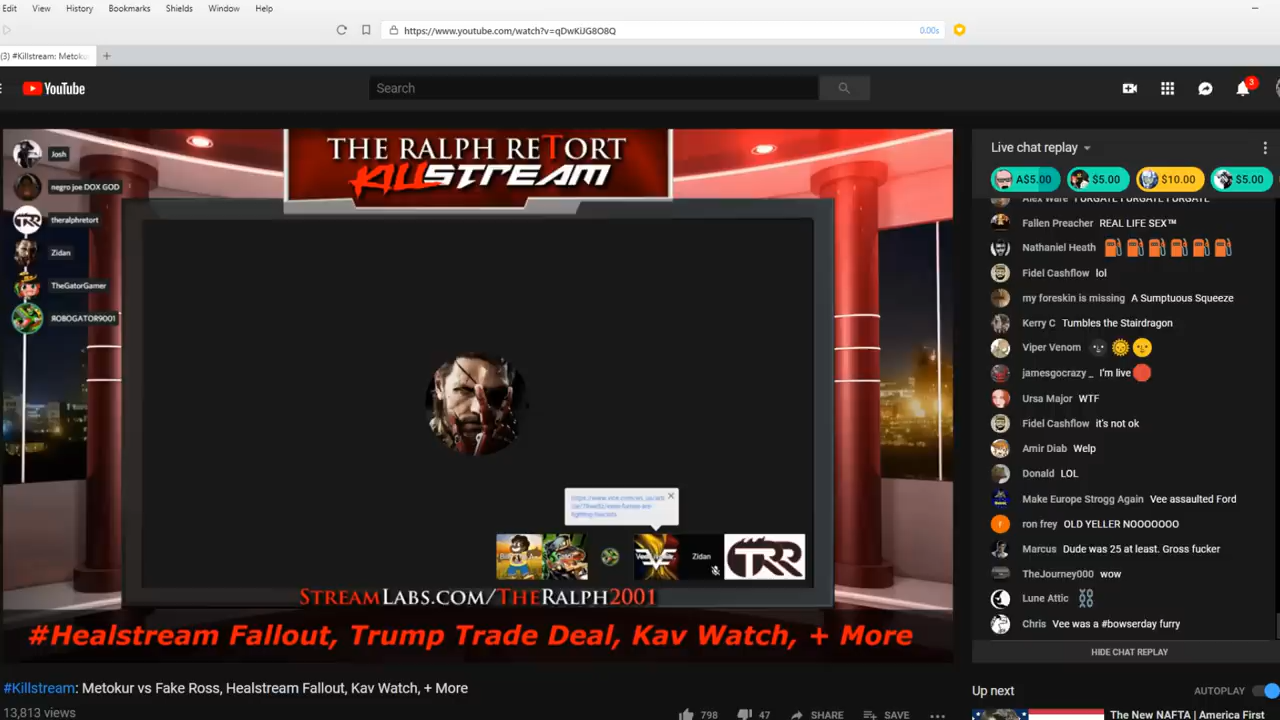 Edit View History Bookmarks Shields Window Help
https://www.youtube.com/watch?v=qDwKiJG8O8Q 0.00s
(3) #Killstream: Metoku
YouTube
Search
3
THE RALPH RETORT
KILLSTREAM
Josh
negro joe DOX GOD
theralphretort
Zidan
TheGatorGamer
ROBOGATOR9001
Zidan
TRR
STREAMLABS.COM/THERALPH2001
#Healstream Fallout, Trump Trade Deal, Kav Watch, + More
#Killstream: Metokur vs Fake Ross, Healstream Fallout, Kav Watch, + More
13,813 views
798 47 SHARE SAVE
Live chat replay
A$5.00 $5.00 $10.00 $5.00
Alex Ware FURGATE FURGATE FURGATE
Fallen Preacher REAL LIFE SEX™
Nathaniel Heath
Fidel Cashflow lol
my foreskin is missing A Sumptuous Squeeze
Kerry C Tumbles the Stairdragon
Viper Venom
jamesgocrazy _ I'm live
Ursa Major WTF
Fidel Cashflow it's not ok
Amir Diab Welp
Donald LOL
Make Europe Strogg Again Vee assaulted Ford
ron frey OLD YELLER NOOOOOOO
Marcus Dude was 25 at least. Gross fucker
TheJourney000 wow
Lune Attic
Chris Vee was a #bowserday furry
HIDE CHAT REPLAY
Up next AUTOPLAY
The New NAFTA | America First